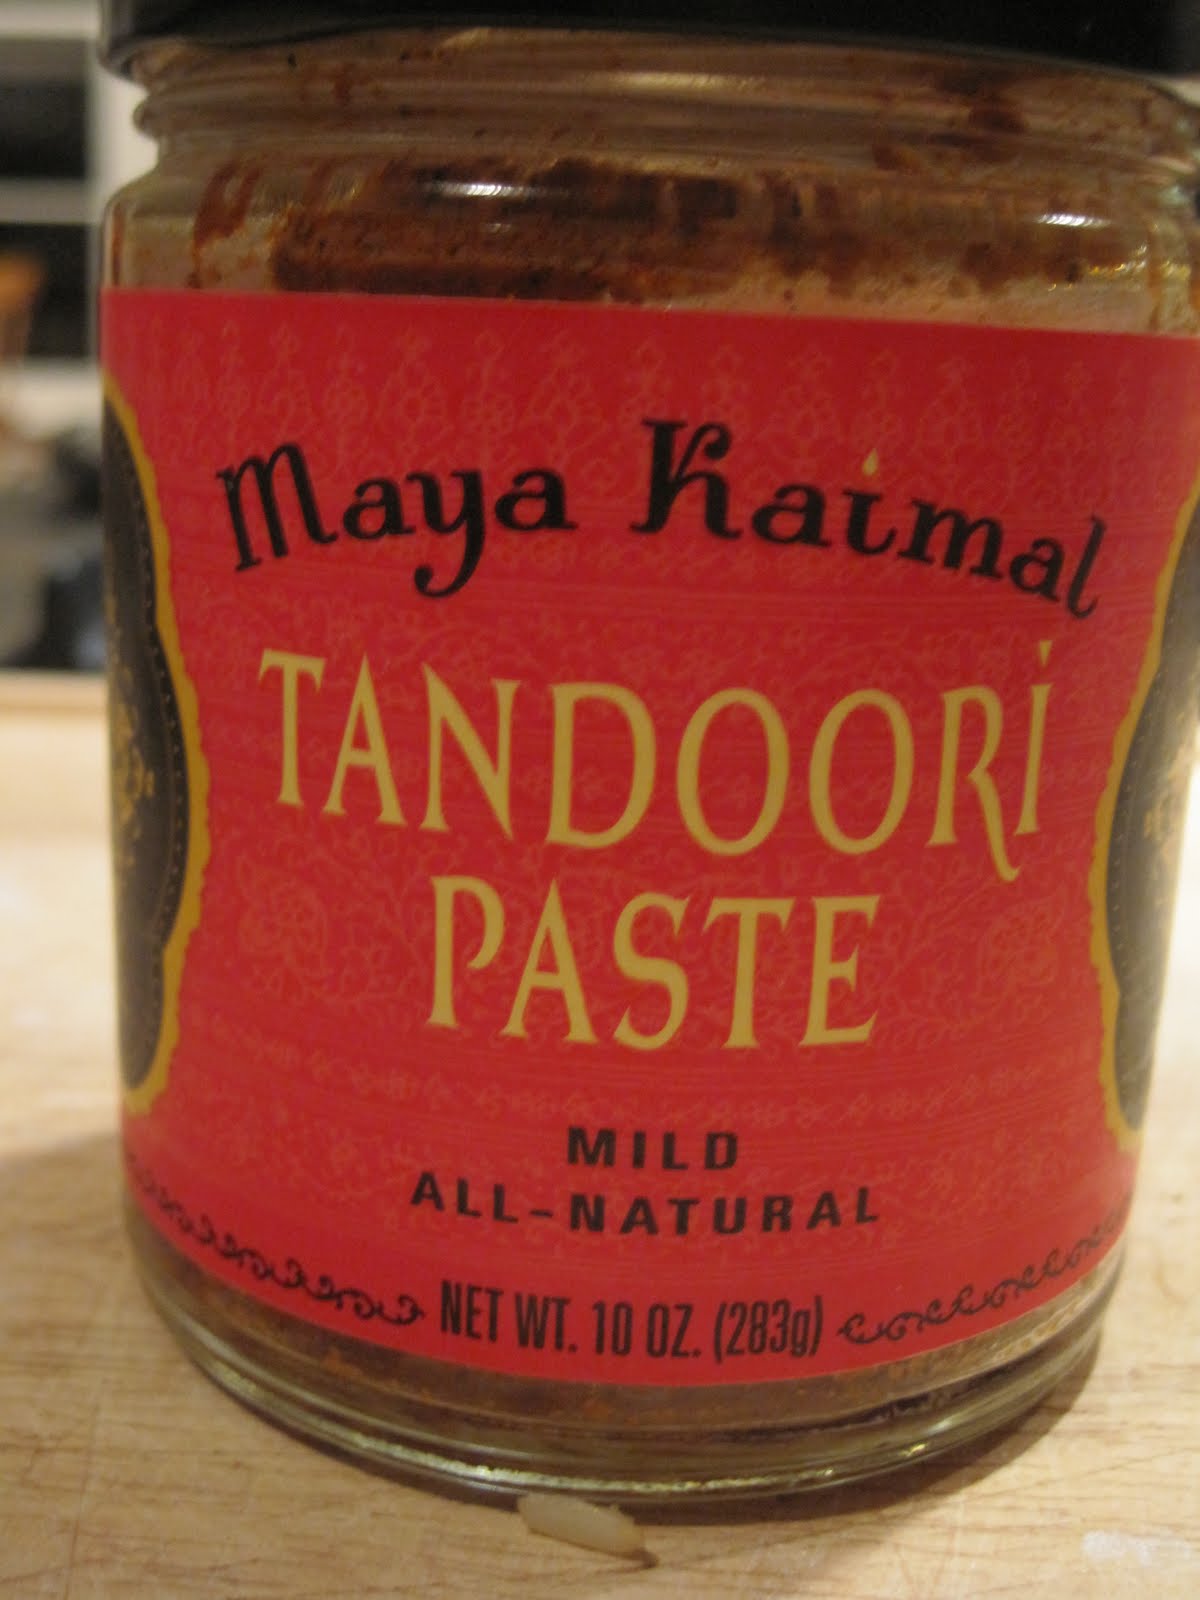 Maya Kaimal
TANDOORi
PASTE
MILD
ALL-NATURAL
NET WT. 10 OZ. (283g)